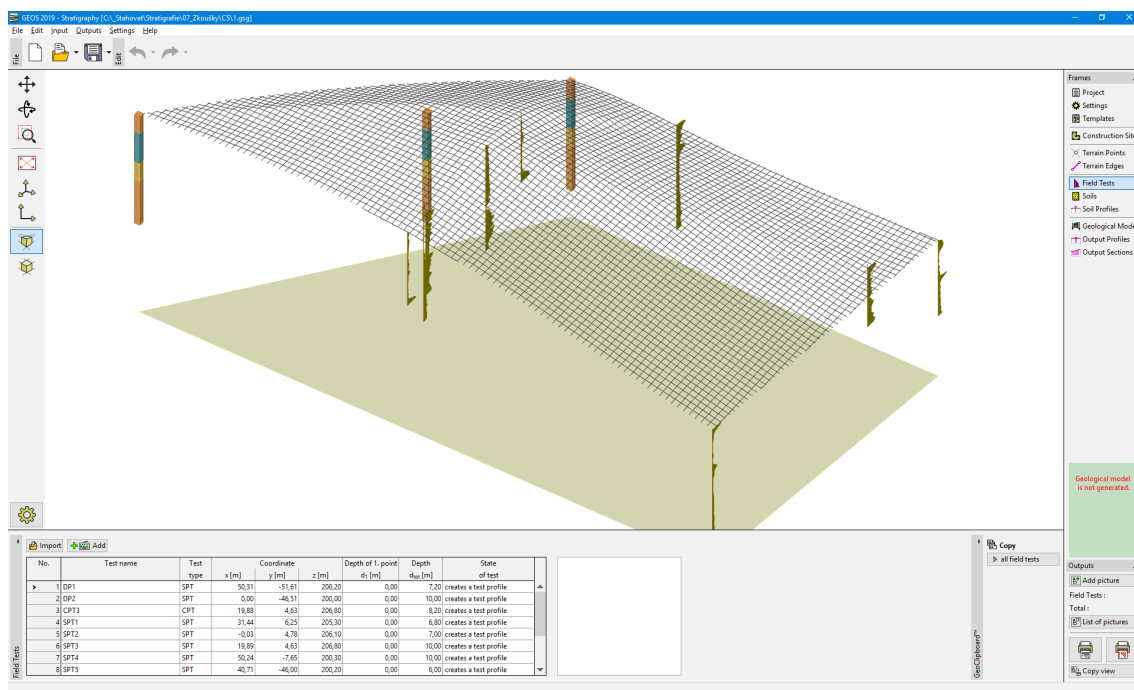 GEO5 2019 - Stratigraphy [C:\_Stahovat\Stratigrafie\07_Zkoušky\CS\1.gsg]
File Edit Input Outputs Settings Help
File
Edit
Frames
Project
Settings
Templates
Construction Site
Terrain Points
Terrain Edges
Field Tests
Soils
Soil Profiles
Geological Mode
Output Profiles
Output Sections
Geological model
is not generated.
Import Add
No. Test name Test Coordinate Depth of 1. point Depth State
type x [m] y [m] z [m] d1 [m] dtot [m] of test
> 1 DP1 SPT 50,31 -51,61 200,20 0,00 7,20 creates a test profile
2 DP2 SPT 0,00 -46,51 200,00 0,00 10,00 creates a test profile
3 CPT3 CPT 19,88 4,63 206,80 0,00 8,20 creates a test profile
4 SPT1 SPT 31,44 6,25 205,30 0,00 6,80 creates a test profile
5 SPT2 SPT -0,03 4,78 206,10 0,00 7,00 creates a test profile
6 SPT3 SPT 19,89 4,63 206,80 0,00 10,00 creates a test profile
7 SPT4 SPT 50,24 -7,65 200,30 0,00 10,00 creates a test profile
8 SPT5 SPT 40,71 -46,00 200,20 0,00 6,00 creates a test profile
Field Tests
GeoClipboard™
Copy
all field tests
Outputs
Add picture
Field Tests :
Total :
List of pictures
Copy view